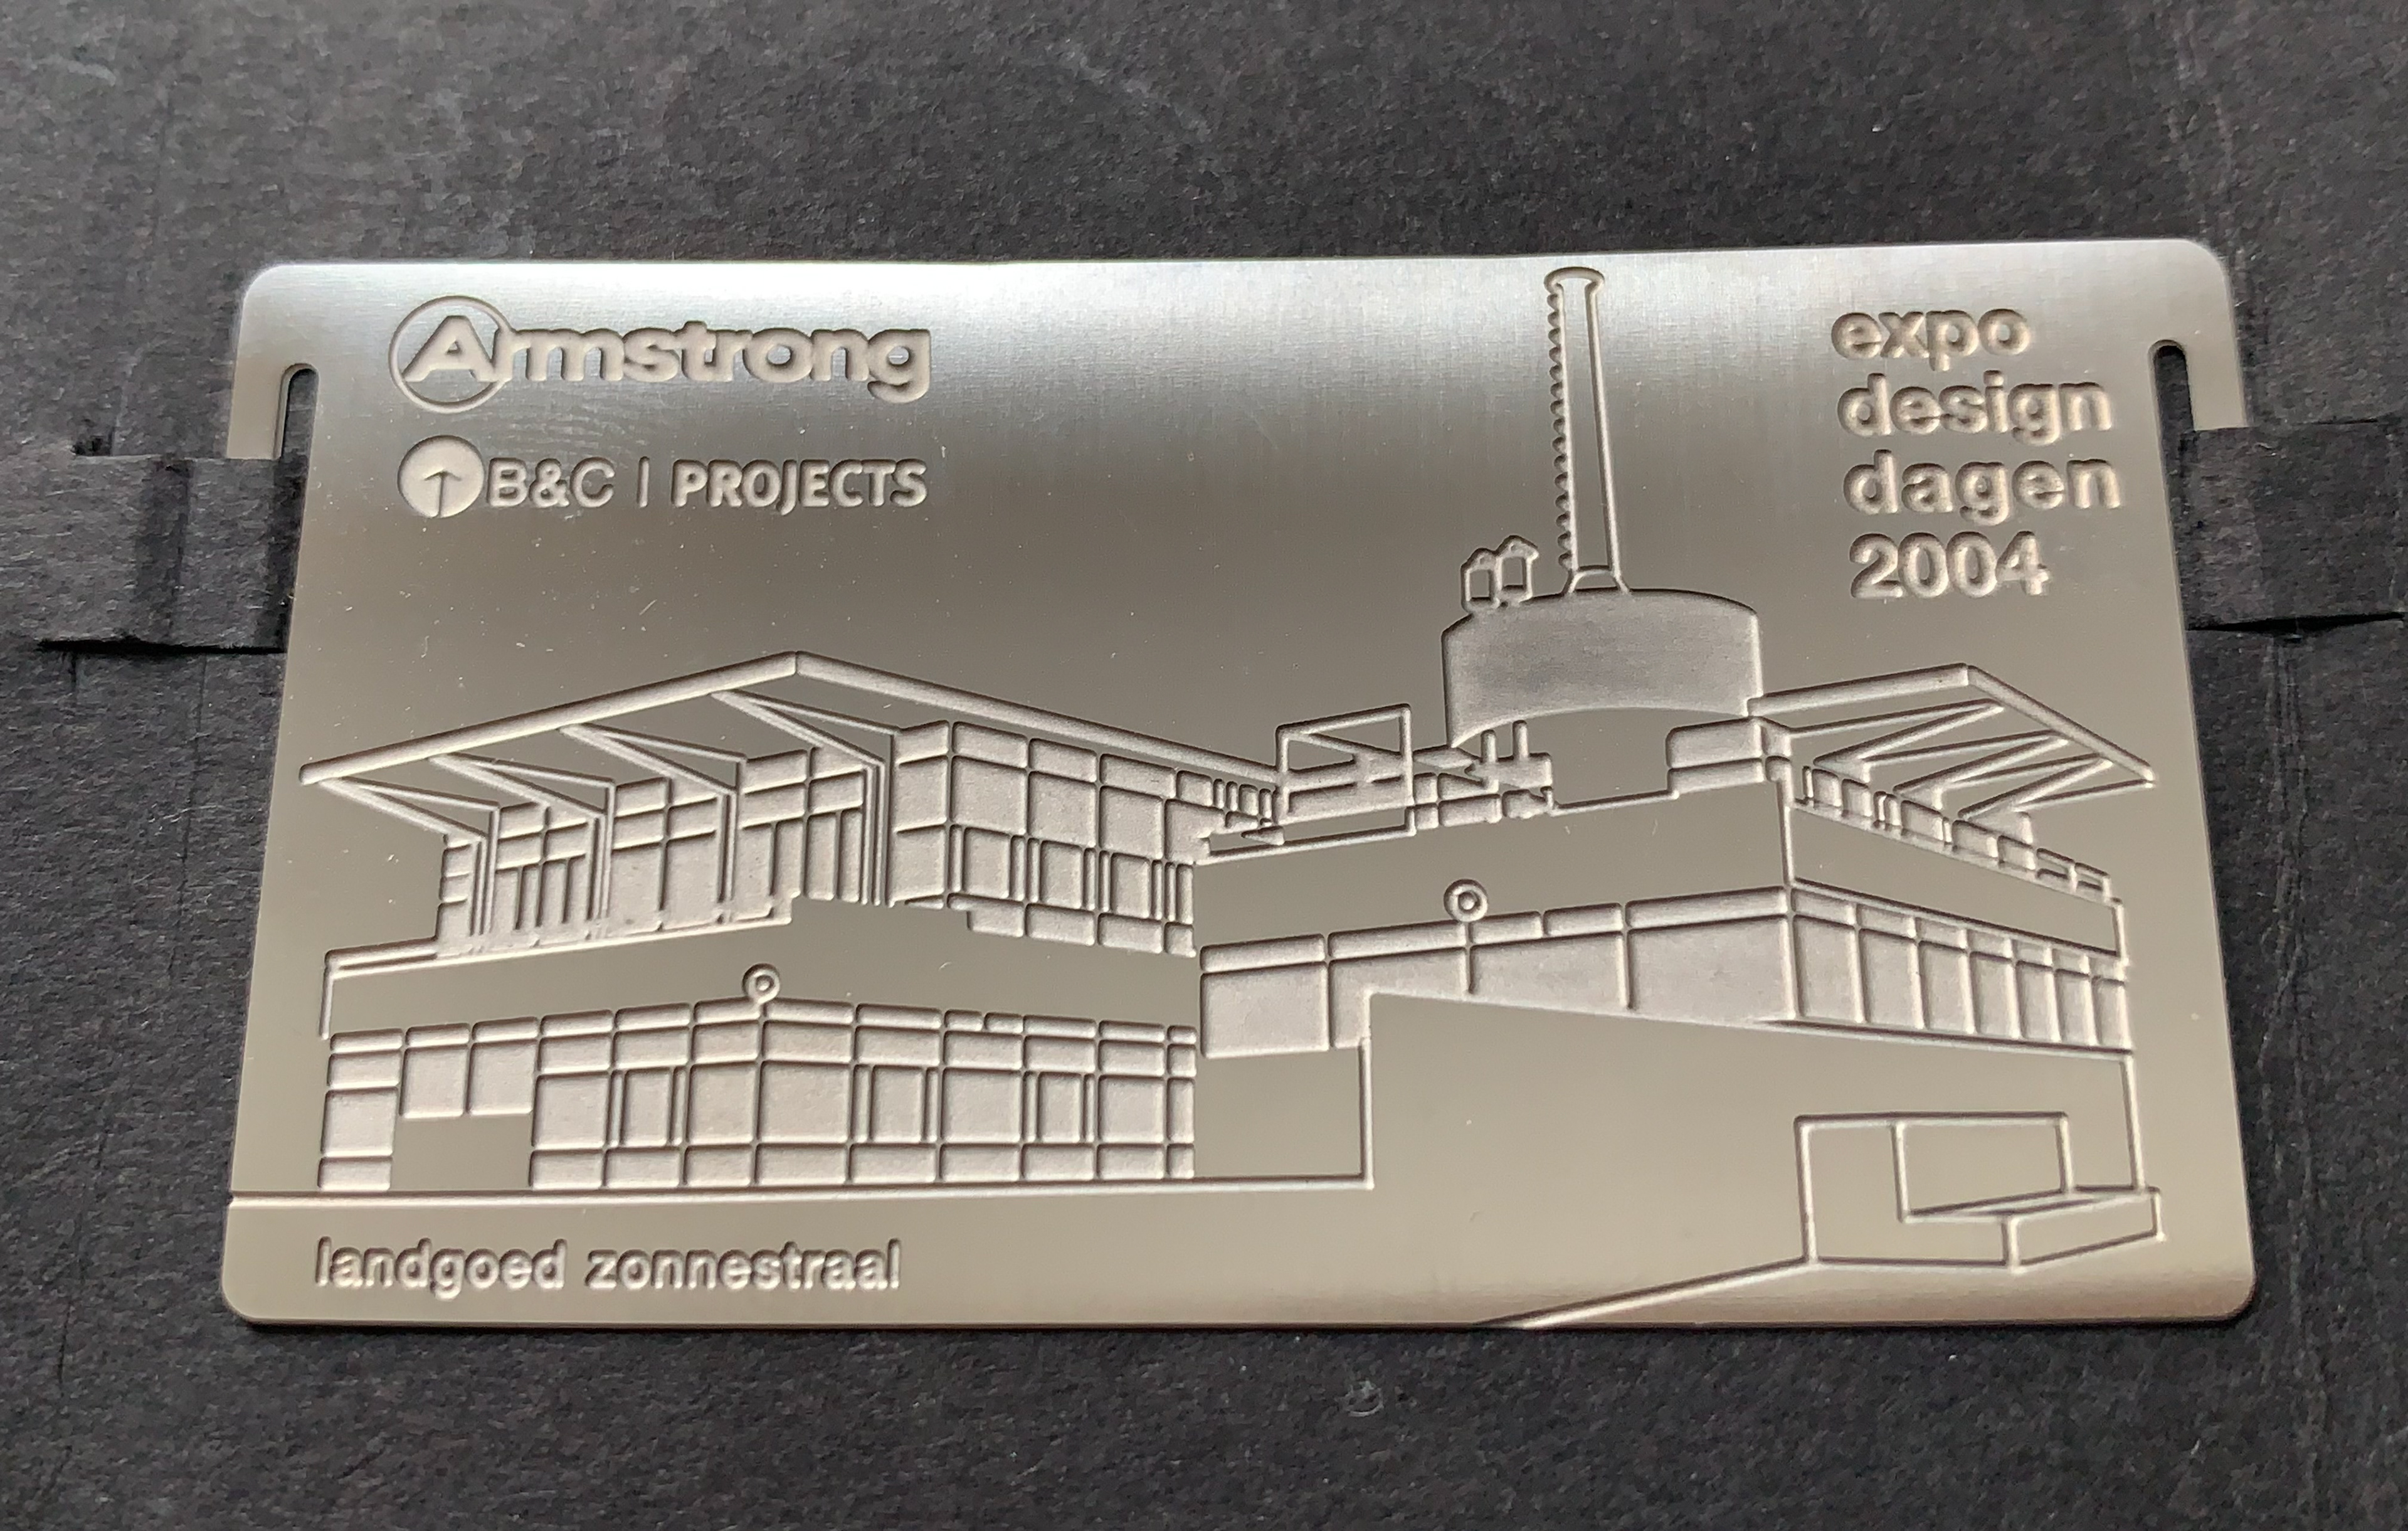 Armstrong
B&C | PROJECTS
expo
design
dagen
2004
landgoed zonnestraal